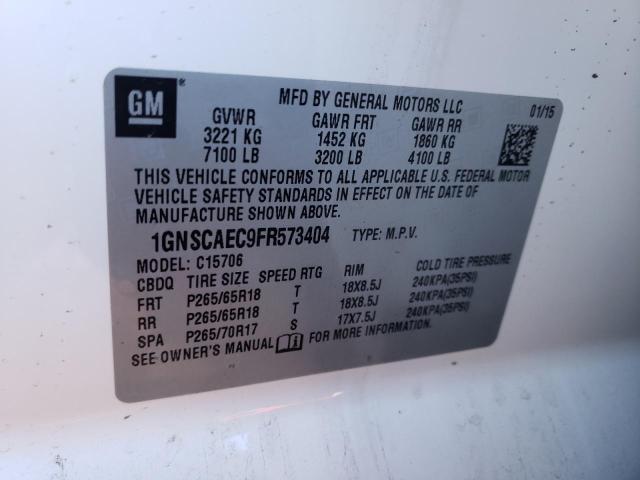 GM ®
MFD BY GENERAL MOTORS LLC 01/15
GVWR GAWR FRT GAWR RR
3221 KG 1452 KG 1860 KG
7100 LB 3200 LB 4100 LB
THIS VEHICLE CONFORMS TO ALL APPLICABLE U.S. FEDERAL MOTOR
VEHICLE SAFETY STANDARDS IN EFFECT ON THE DATE OF
MANUFACTURE SHOWN ABOVE.
1GNSCAEC9FR573404 TYPE: M.P.V.
MODEL: C15706
CBDQ TIRE SIZE SPEED RTG RIM COLD TIRE PRESSURE
FRT P265/65R18 T 18X8.5J 240KPA(35PSI)
RR P265/65R18 T 18X8.5J 240KPA(35PSI)
SPA P265/70R17 S 17X7.5J 240KPA(35PSI)
SEE OWNER'S MANUAL FOR MORE INFORMATION.